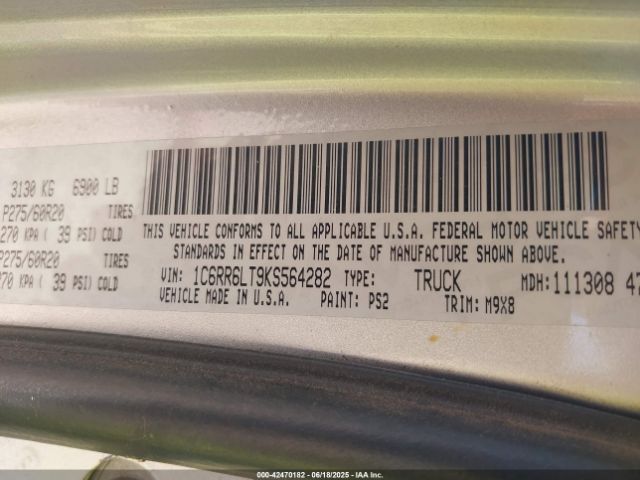 3130 KG 6900 LB
P275/60R20 TIRES
270 KPA ( 39 PSI) COLD
P275/60R20 TIRES
270 KPA ( 39 PSI) COLD
THIS VEHICLE CONFORMS TO ALL APPLICABLE U.S.A. FEDERAL MOTOR VEHICLE SAFETY
STANDARDS IN EFFECT ON THE DATE OF MANUFACTURE SHOWN ABOVE.
VIN: 1C6RR6LT9KS564282 TYPE: TRUCK MDH: 111308 47
VEHICLE MADE IN U.S.A. PAINT: PS2 TRIM: M9X8
00-42470182 - 06/18/2025 - IAA, Inc.